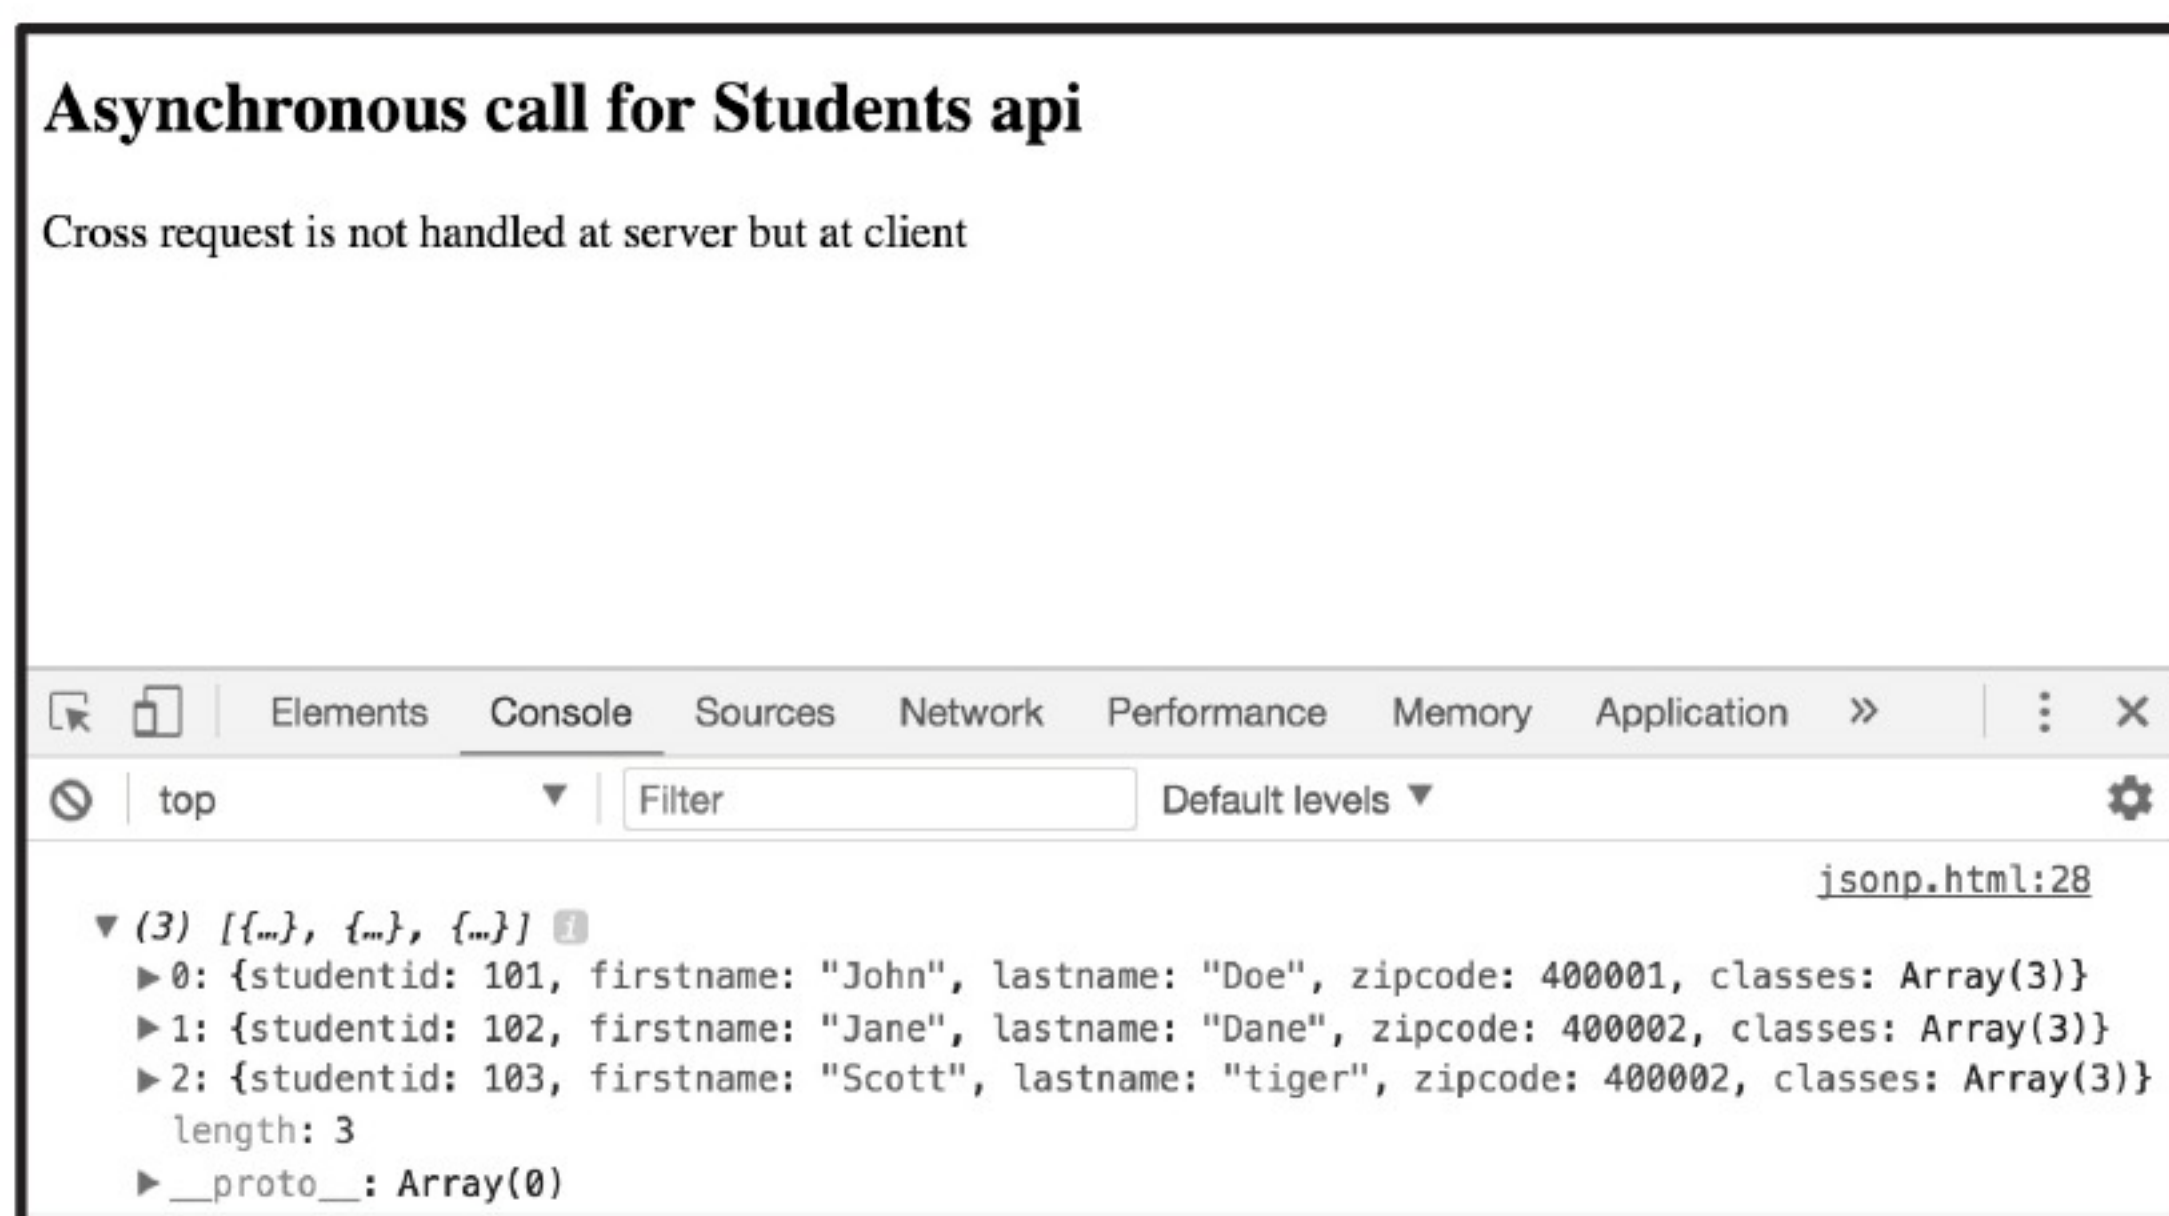 Asynchronous call for Students api
Cross request is not handled at server but at client
Elements Console Sources Network Performance Memory Application »
top Filter Default levels
jsonp.html:28
(3) [{…}, {…}, {…}] i
0: {studentid: 101, firstname: "John", lastname: "Doe", zipcode: 400001, classes: Array(3)}
1: {studentid: 102, firstname: "Jane", lastname: "Dane", zipcode: 400002, classes: Array(3)}
2: {studentid: 103, firstname: "Scott", lastname: "tiger", zipcode: 400002, classes: Array(3)}
length: 3
__proto__: Array(0)